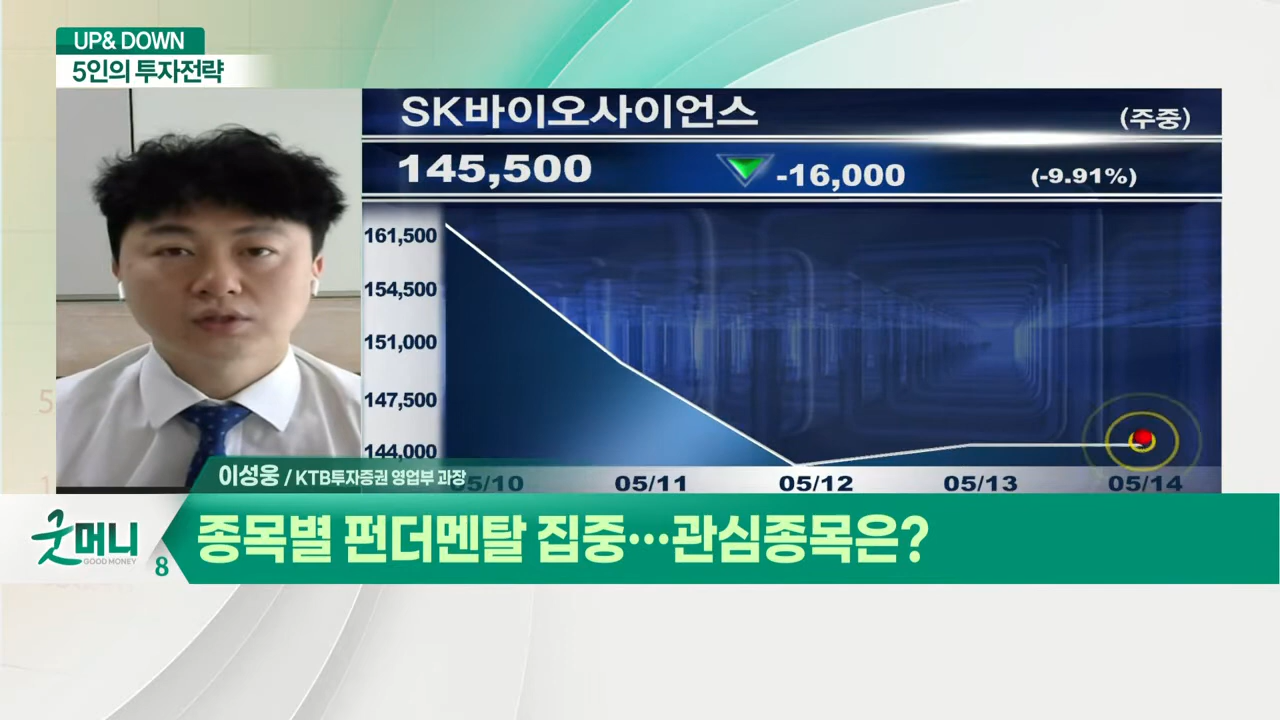 UP& DOWN
5인의 투자전략
SK바이오사이언스
(주중)
145,500
-16,000
(-9.91%)
161,500
154,500
151,000
147,500
144,000
05/10
05/11
05/12
05/13
05/14
이성웅 / KTB투자증권 영업부 과장
종목별 펀더멘탈 집중…관심종목은?
굿머니
GOOD MONEY
8
5
1